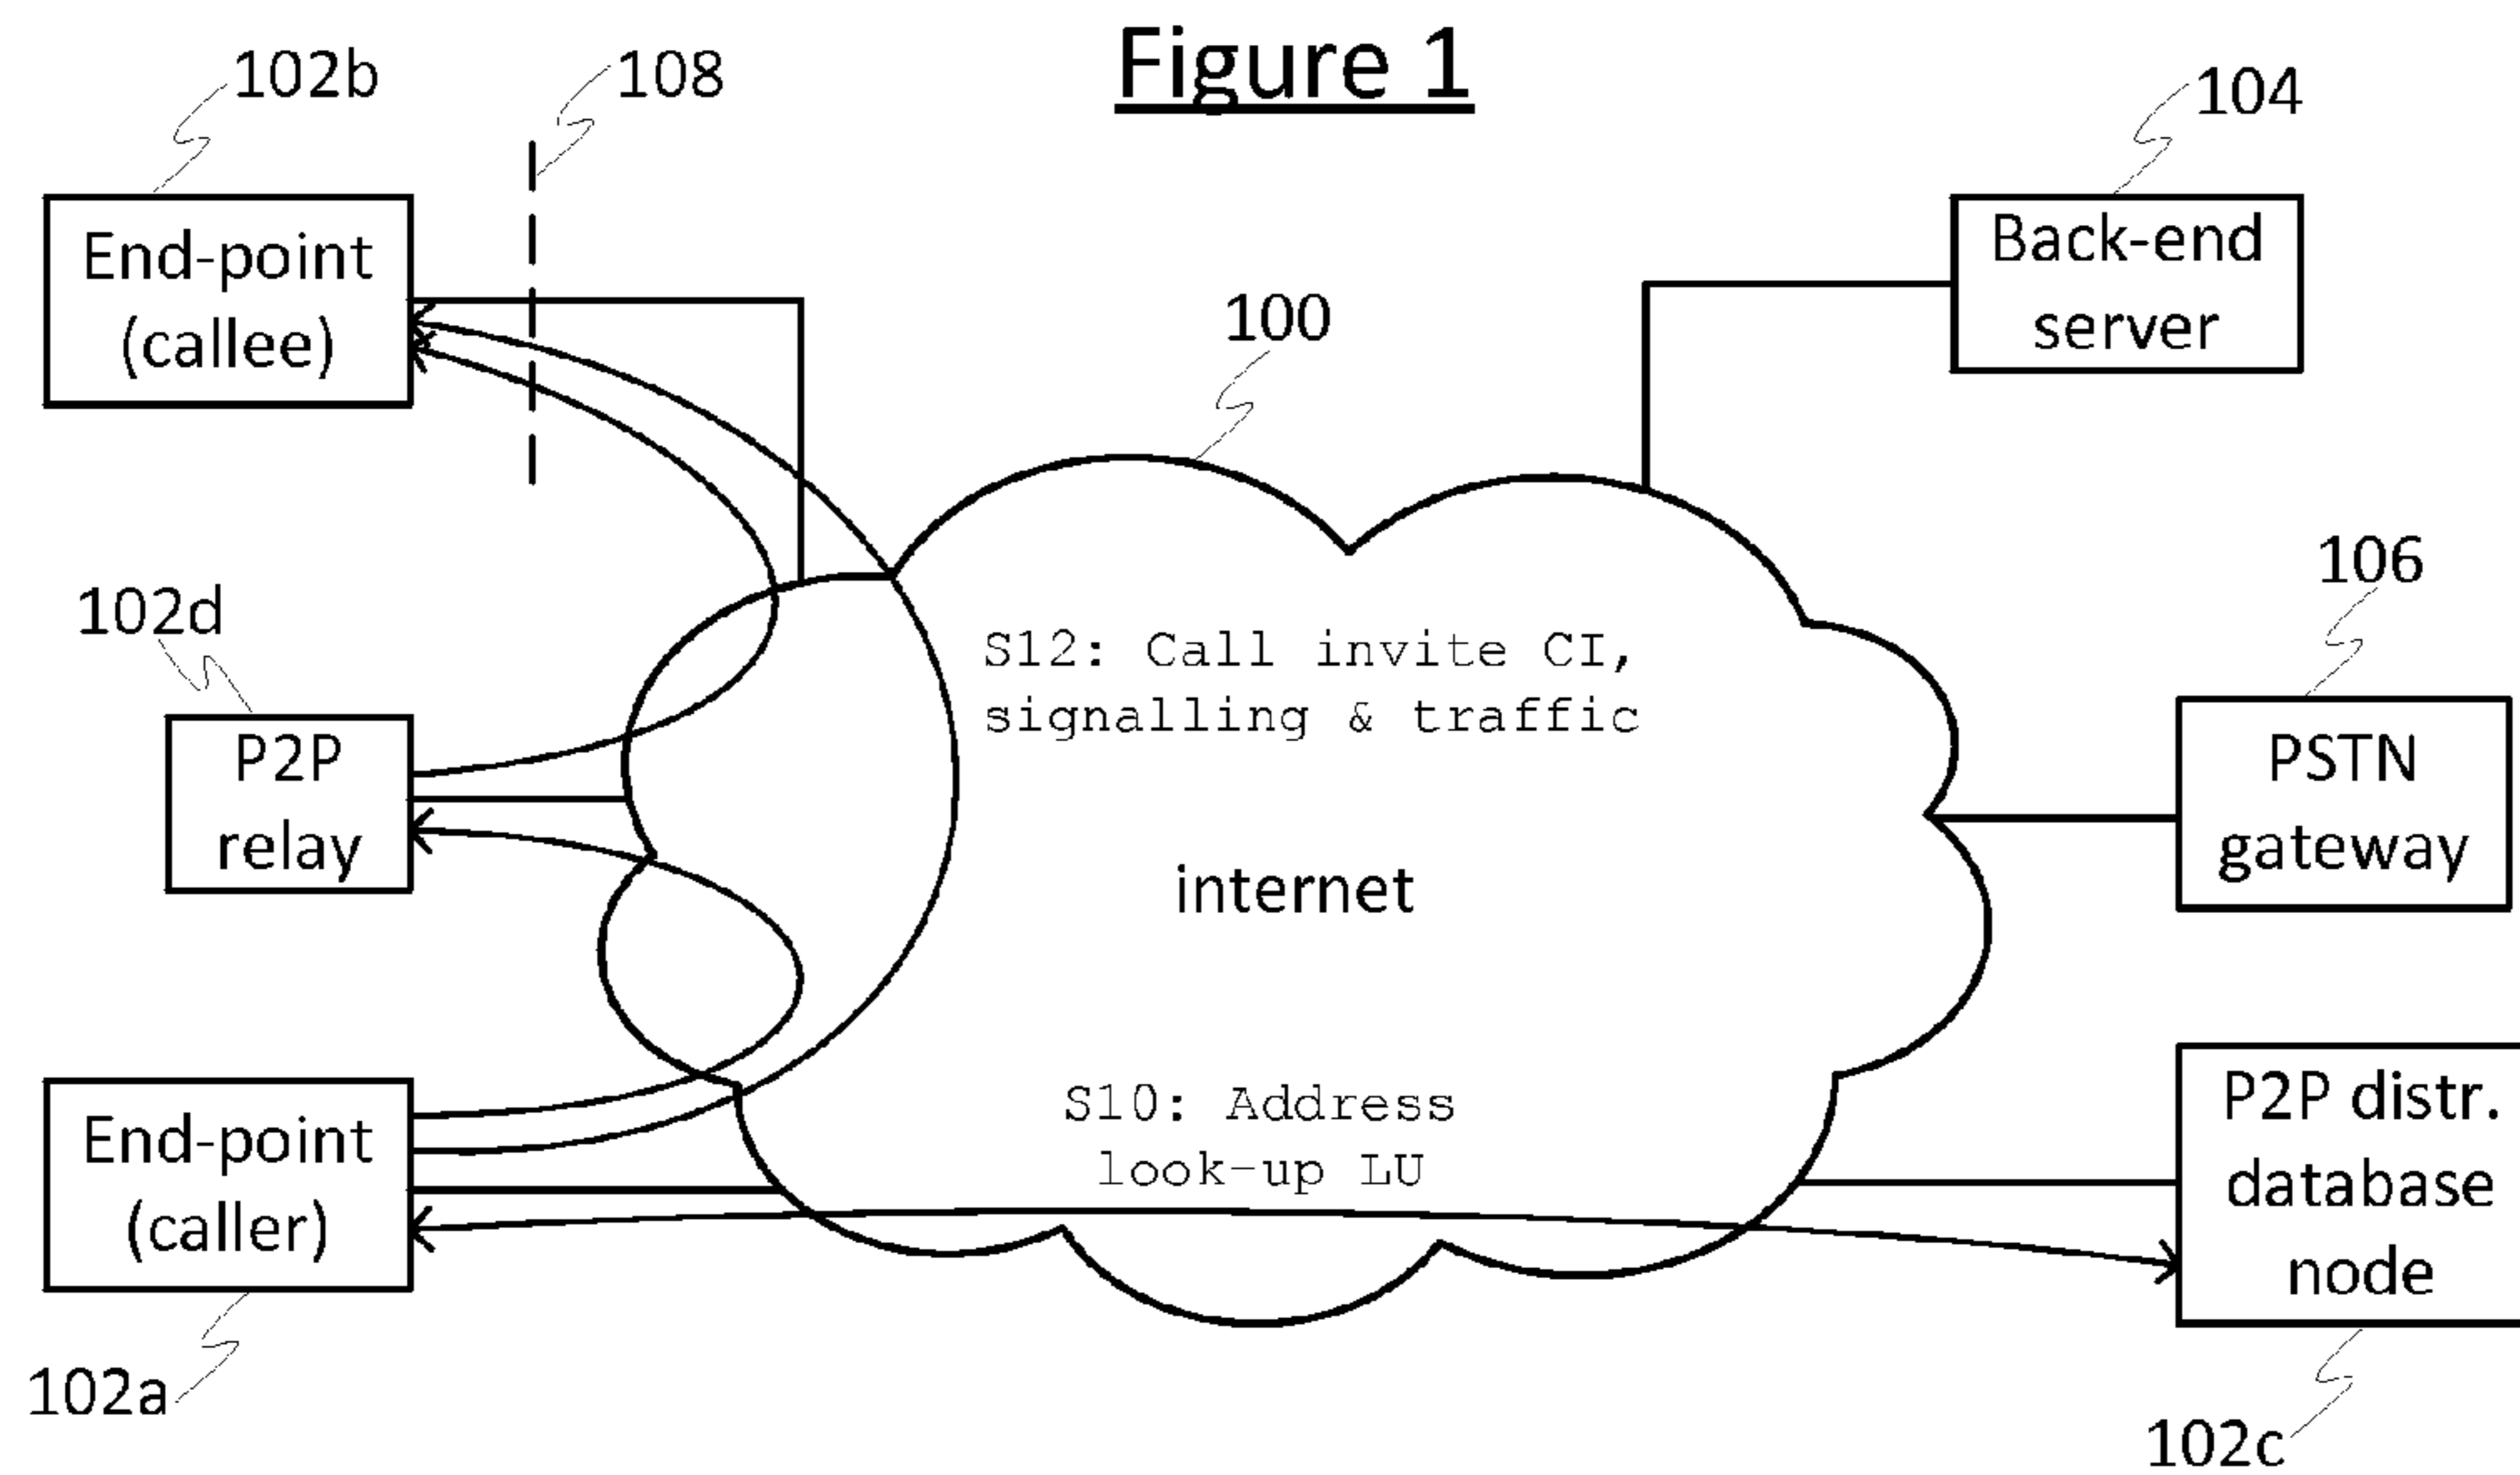 Figure 1
102b
108
104
End-point
(callee)
Back-end
server
100
102d
106
S12: Call invite CI,
signalling & traffic
P2P
relay
PSTN
gateway
internet
End-point
(caller)
S10: Address
look-up LU
P2P distr.
database
node
102a
102c